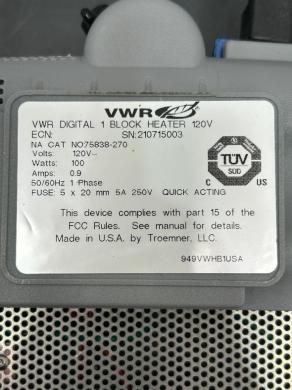 VWR
VWR DIGITAL 1 BLOCK HEATER 120V
ECN: SN:210715003
NA CAT NO75838-270
Volts: 120V~
Watts: 100
Amps: 0.9
50/60Hz 1 Phase
FUSE: 5 x 20 mm 5A 250V QUICK ACTING
TÜV
SÜD
C US
This device complies with part 15 of the
FCC Rules. See manual for details.
Made in U.S.A. by Troemner, LLC.
949VWHB1USA